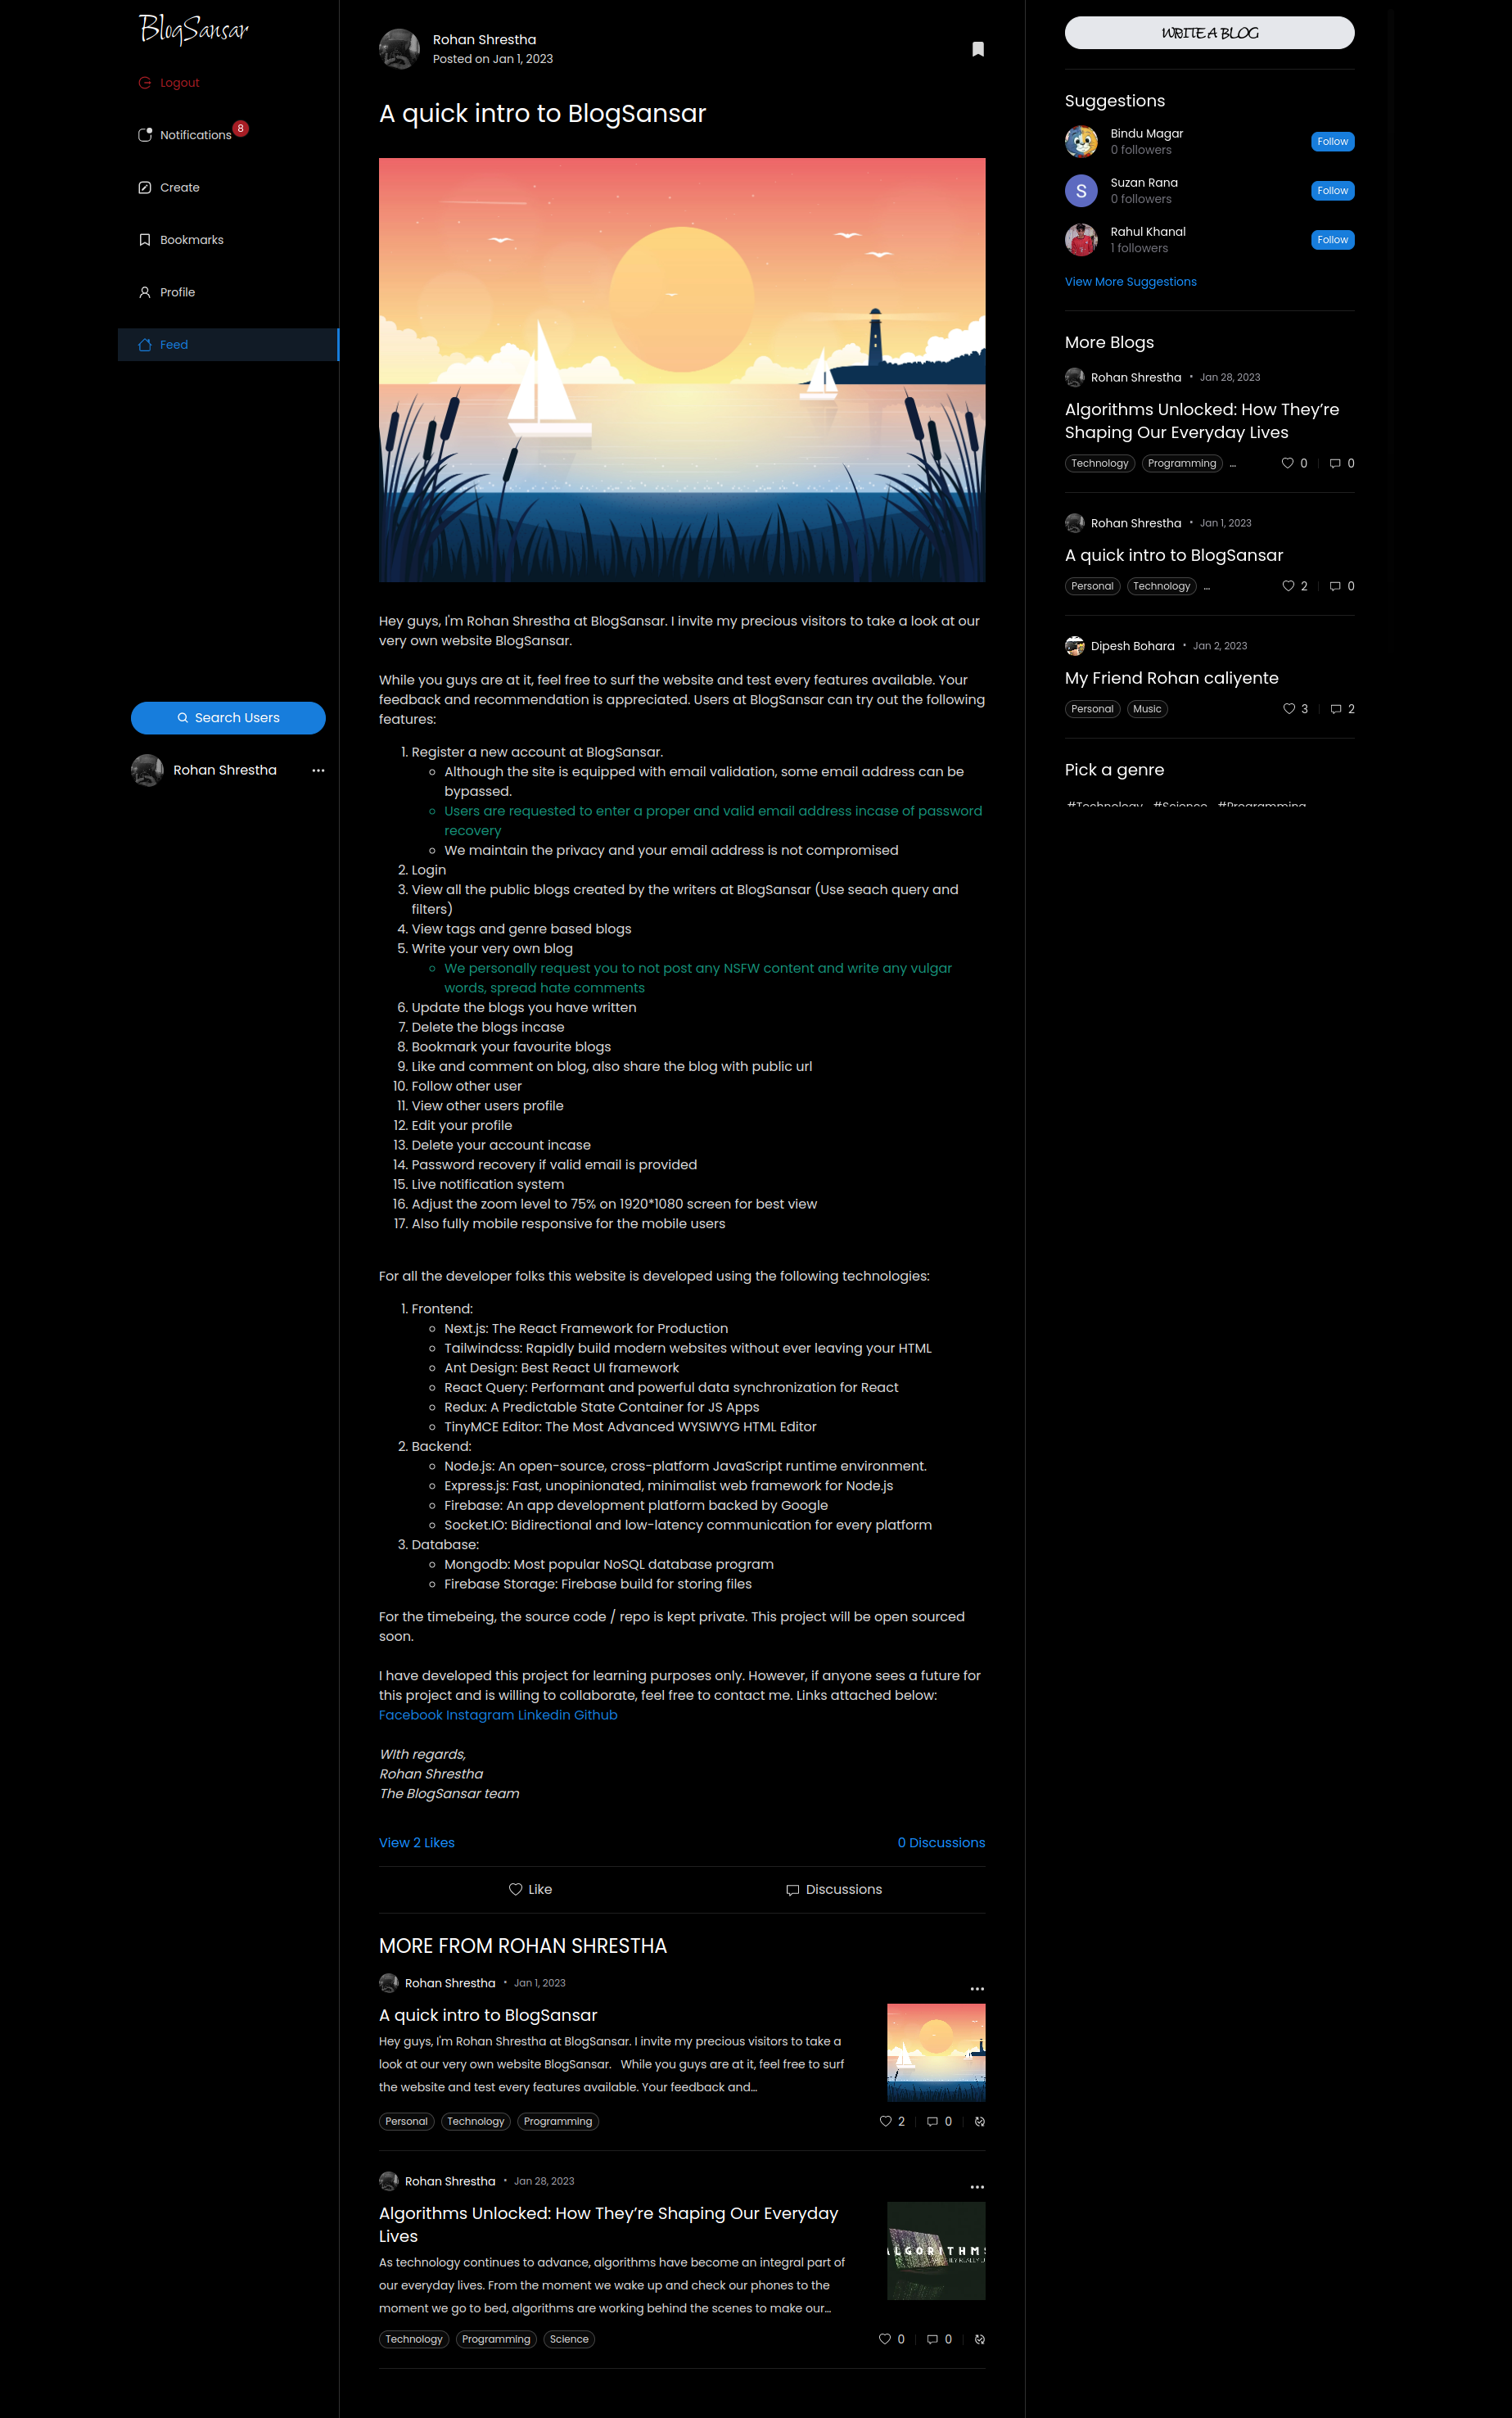 BlogSansar
Logout
Notifications 8
Create
Bookmarks
Profile
Feed
Search Users
Rohan Shrestha
Rohan Shrestha
Posted on Jan 1, 2023
A quick intro to BlogSansar
Hey guys, I'm Rohan Shrestha at BlogSansar. I invite my precious visitors to take a look at our
very own website BlogSansar.
While you guys are at it, feel free to surf the website and test every features available. Your
feedback and recommendation is appreciated. Users at BlogSansar can try out the following
features:
1. Register a new account at BlogSansar.
Although the site is equipped with email validation, some email address can be
bypassed.
Users are requested to enter a proper and valid email address incase of password
recovery
We maintain the privacy and your email address is not compromised
2. Login
3. View all the public blogs created by the writers at BlogSansar (Use seach query and
filters)
4. View tags and genre based blogs
5. Write your very own blog
We personally request you to not post any NSFW content and write any vulgar
words, spread hate comments
6. Update the blogs you have written
7. Delete the blogs incase
8. Bookmark your favourite blogs
9. Like and comment on blog, also share the blog with public url
10. Follow other user
11. View other users profile
12. Edit your profile
13. Delete your account incase
14. Password recovery if valid email is provided
15. Live notification system
16. Adjust the zoom level to 75% on 1920*1080 screen for best view
17. Also fully mobile responsive for the mobile users
For all the developer folks this website is developed using the following technologies:
1. Frontend:
Next.js: The React Framework for Production
Tailwindcss: Rapidly build modern websites without ever leaving your HTML
Ant Design: Best React UI framework
React Query: Performant and powerful data synchronization for React
Redux: A Predictable State Container for JS Apps
TinyMCE Editor: The Most Advanced WYSIWYG HTML Editor
2. Backend:
Node.js: An open-source, cross-platform JavaScript runtime environment.
Express.js: Fast, unopinionated, minimalist web framework for Node.js
Firebase: An app development platform backed by Google
Socket.IO: Bidirectional and low-latency communication for every platform
3. Database:
Mongodb: Most popular NoSQL database program
Firebase Storage: Firebase build for storing files
For the timebeing, the source code / repo is kept private. This project will be open sourced
soon.
I have developed this project for learning purposes only. However, if anyone sees a future for
this project and is willing to collaborate, feel free to contact me. Links attached below:
Facebook Instagram Linkedin Github
WIth regards,
Rohan Shrestha
The BlogSansar team
View 2 Likes 0 Discussions
Like Discussions
MORE FROM ROHAN SHRESTHA
Rohan Shrestha • Jan 1, 2023
A quick intro to BlogSansar
Hey guys, I'm Rohan Shrestha at BlogSansar. I invite my precious visitors to take a
look at our very own website BlogSansar. While you guys are at it, feel free to surf
the website and test every features available. Your feedback and...
Personal Technology Programming 2 0
Rohan Shrestha • Jan 28, 2023
Algorithms Unlocked: How They're Shaping Our Everyday
Lives
ALGORITHMS
As technology continues to advance, algorithms have become an integral part of
our everyday lives. From the moment we wake up and check our phones to the
moment we go to bed, algorithms are working behind the scenes to make our...
Technology Programming Science 0 0
WRITE A BLOG
Suggestions
Bindu Magar
0 followers
Follow
S
Suzan Rana
0 followers
Follow
Rahul Khanal
1 followers
Follow
View More Suggestions
More Blogs
Rohan Shrestha • Jan 28, 2023
Algorithms Unlocked: How They're
Shaping Our Everyday Lives
Technology Programming ... 0 0
Rohan Shrestha • Jan 1, 2023
A quick intro to BlogSansar
Personal Technology ... 2 0
Dipesh Bohara • Jan 2, 2023
My Friend Rohan caliyente
Personal Music 3 2
Pick a genre
#Technology #Science #Programming